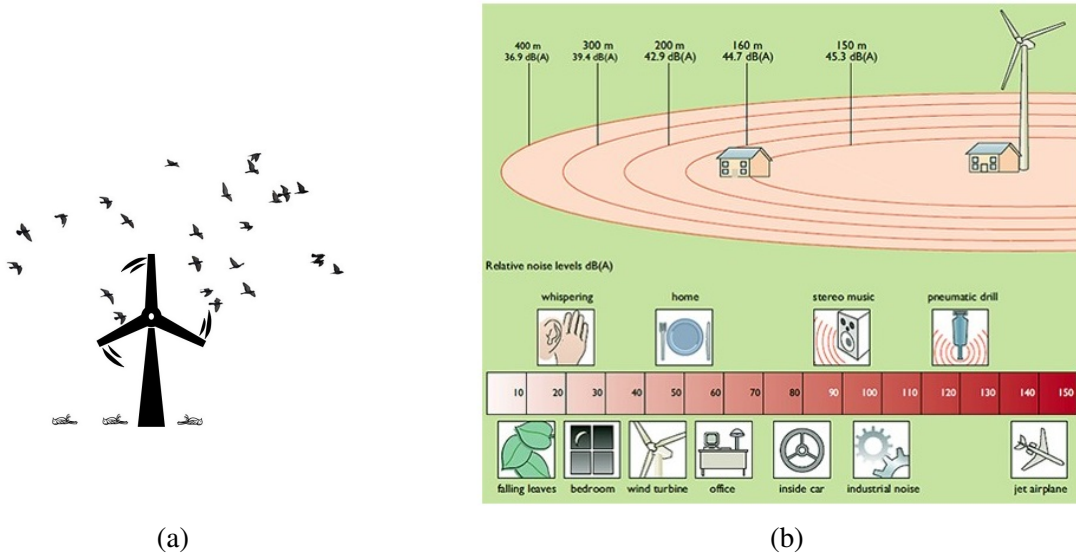 400 m
36.9 dB(A)
300 m
39.4 dB(A)
200 m
42.9 dB(A)
160 m
44.7 dB(A)
150 m
45.3 dB(A)
Relative noise levels dB(A)
whispering home stereo music pneumatic drill
10 20 30 40 50 60 70 80 90 100 110 120 130 140 150
falling leaves bedroom wind turbine office inside car industrial noise jet airplane
(a) (b)